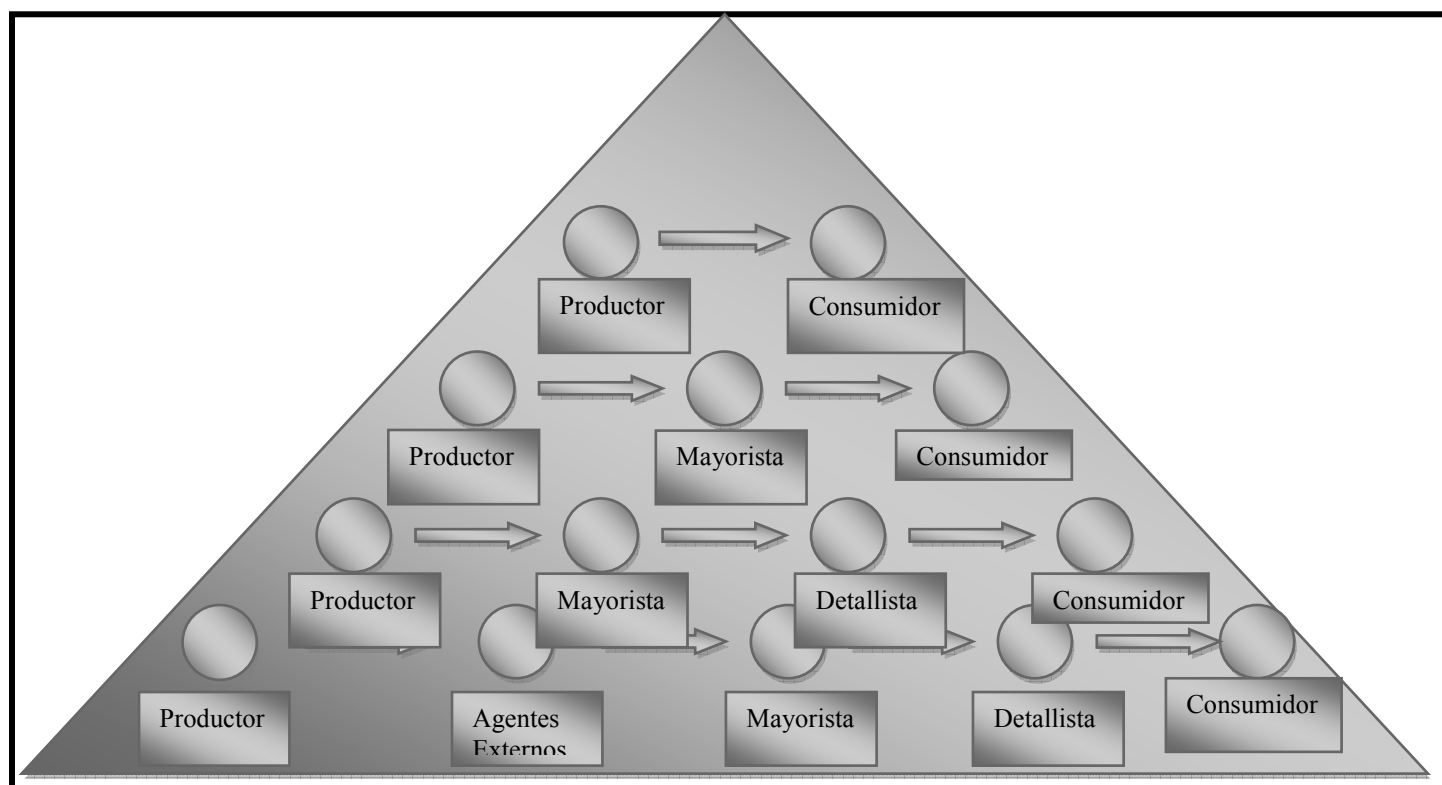 Productor
Consumidor
Productor
Mayorista
Consumidor
Productor
Mayorista
Detallista
Consumidor
Productor
Agentes
Externos
Mayorista
Detallista
Consumidor